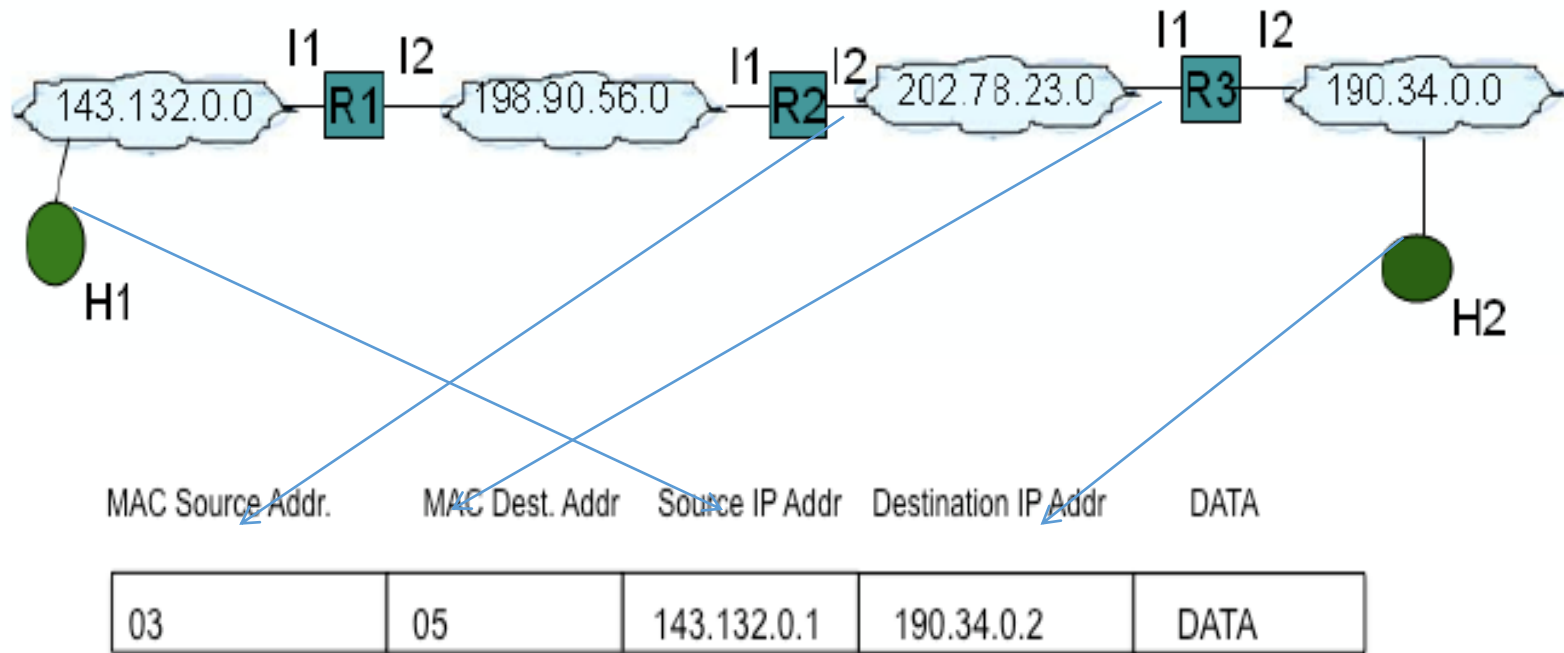 I1 I2 I1 I2 I1 I2
143.132.0.0 R1 198.90.56.0 R2 202.78.23.0 R3 190.34.0.0
H1 H2
MAC Source Addr. MAC Dest. Addr Source IP Addr Destination IP Addr DATA
03 05 143.132.0.1 190.34.0.2 DATA